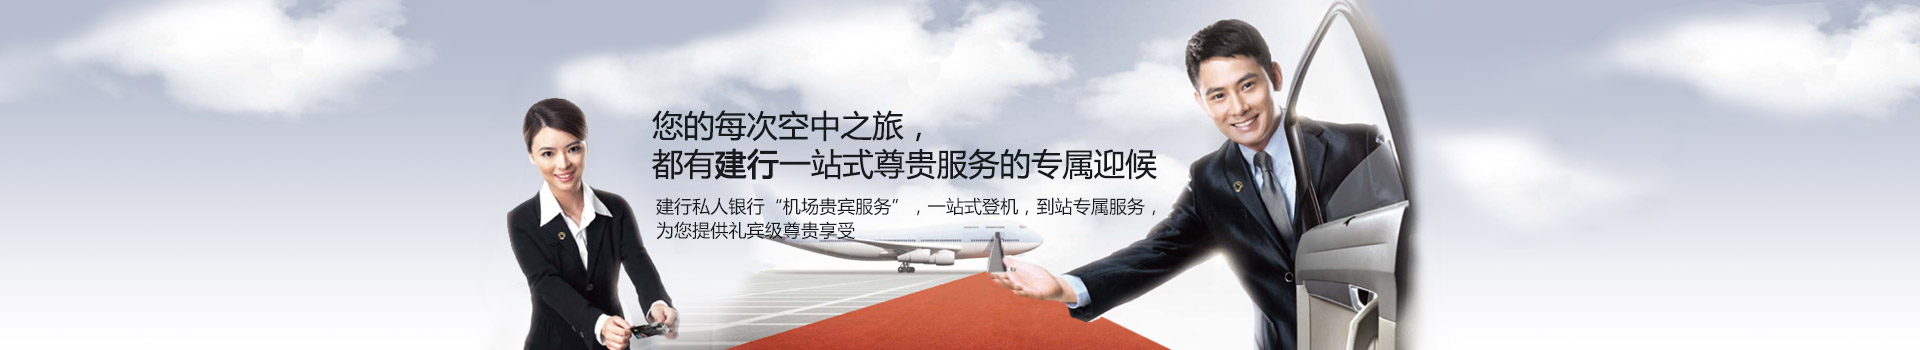 您的每次空中之旅，
都有建行一站式尊贵服务的专属迎候
建行私人银行“机场贵宾服务”，一站式登机，到站专属服务，
为您提供礼宾级尊贵享受